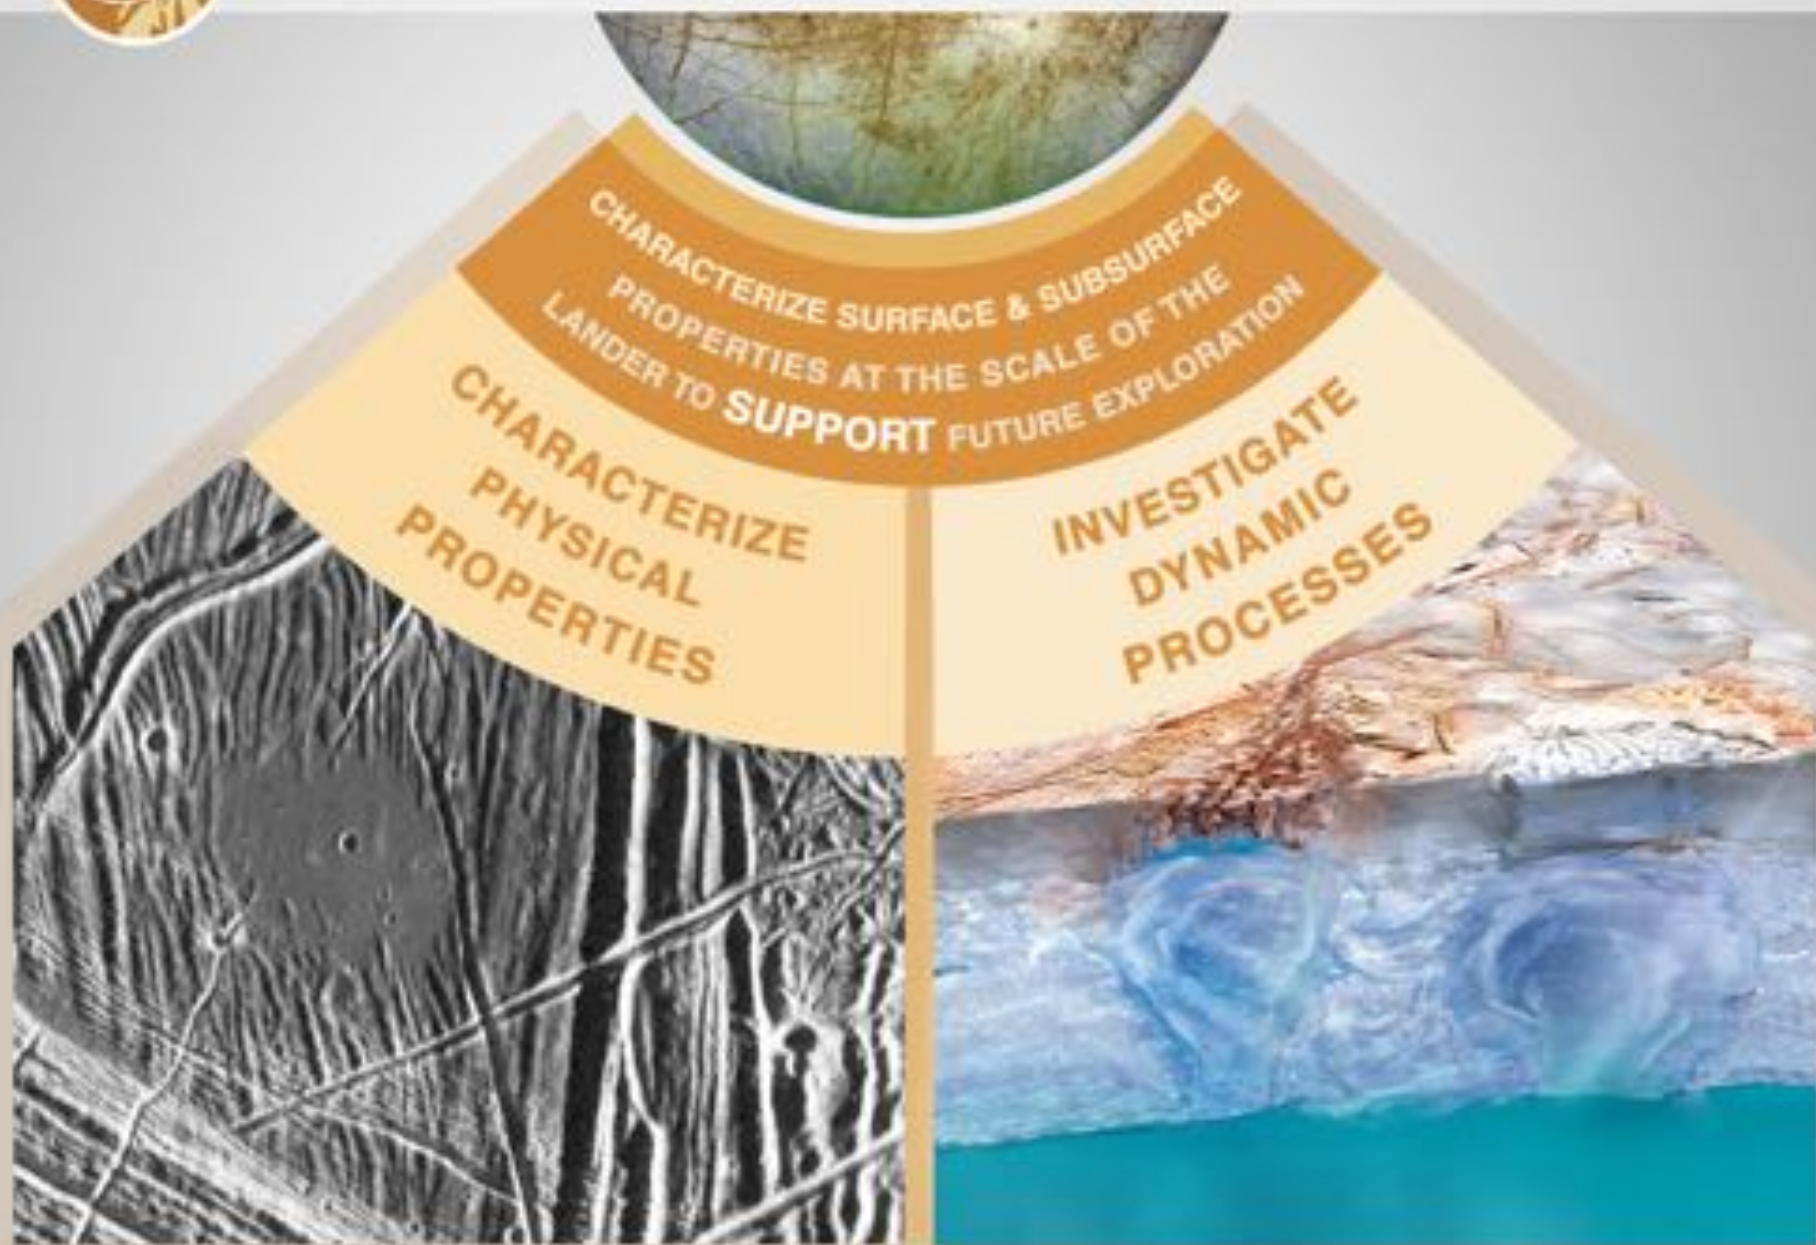 CHARACTERIZE SURFACE & SUBSURFACE
PROPERTIES AT THE SCALE OF THE
LANDER TO SUPPORT FUTURE EXPLORATION
CHARACTERIZE
PHYSICAL
PROPERTIES
INVESTIGATE
DYNAMIC
PROCESSES